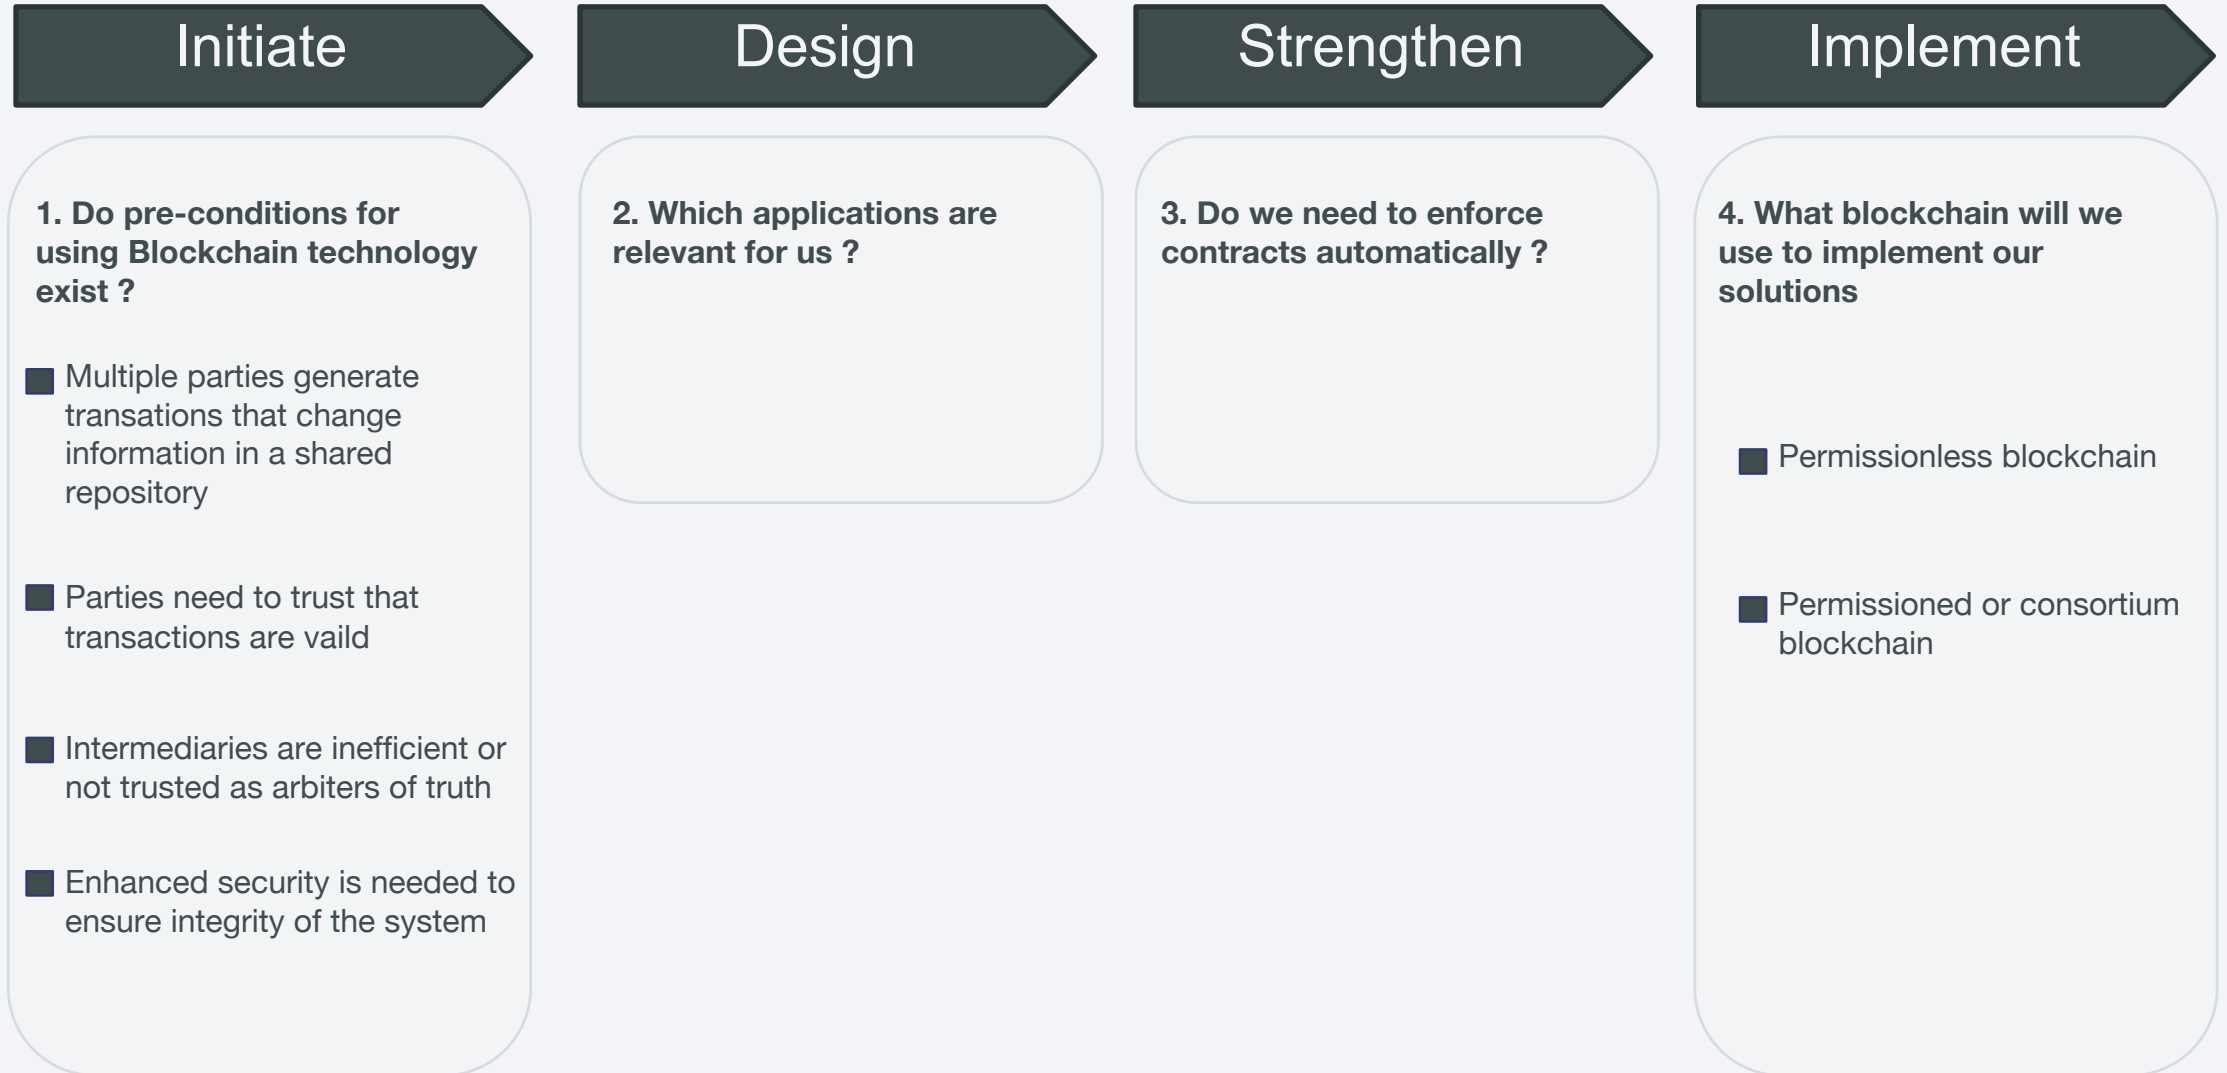 Initiate
Design
Strengthen
Implement
1. Do pre-conditions for
using Blockchain technology
exist ?
Multiple parties generate
transations that change
information in a shared
repository
Parties need to trust that
transactions are vaild
Intermediaries are inefficient or
not trusted as arbiters of truth
Enhanced security is needed to
ensure integrity of the system
2. Which applications are
relevant for us ?
3. Do we need to enforce
contracts automatically ?
4. What blockchain will we
use to implement our
solutions
Permissionless blockchain
Permissioned or consortium
blockchain